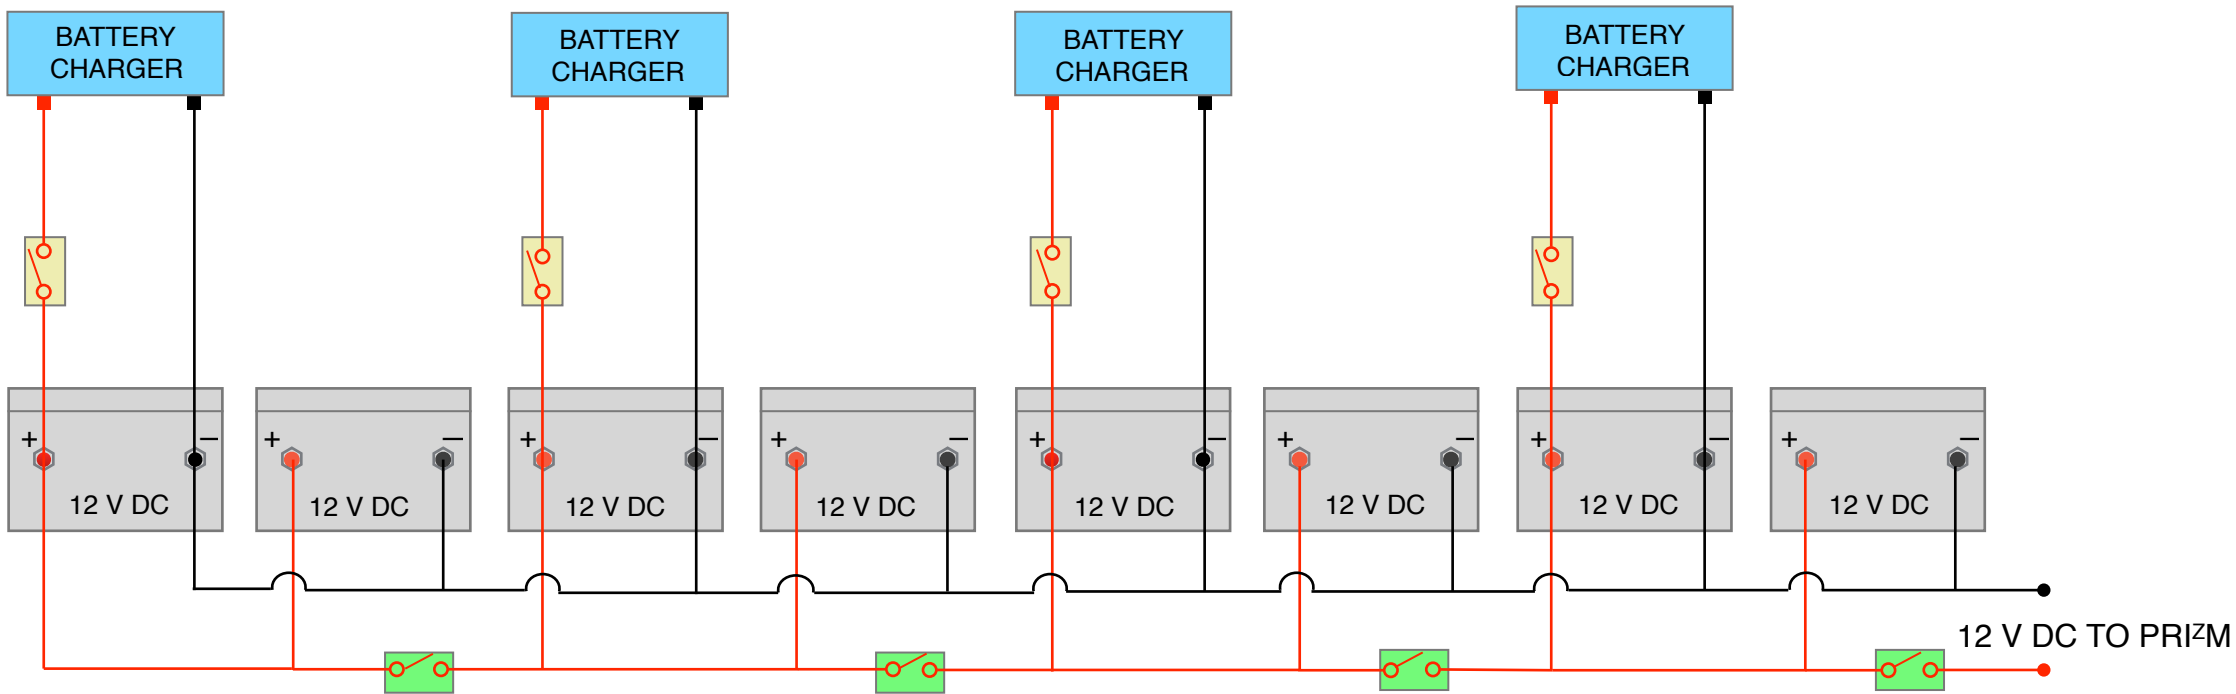 BATTERY
CHARGER
BATTERY
CHARGER
BATTERY
CHARGER
BATTERY
CHARGER
+ –
+ –
+ –
+ –
+ –
+ –
+ –
+ –
12 V DC
12 V DC
12 V DC
12 V DC
12 V DC
12 V DC
12 V DC
12 V DC
12 V DC TO PRIᶻM